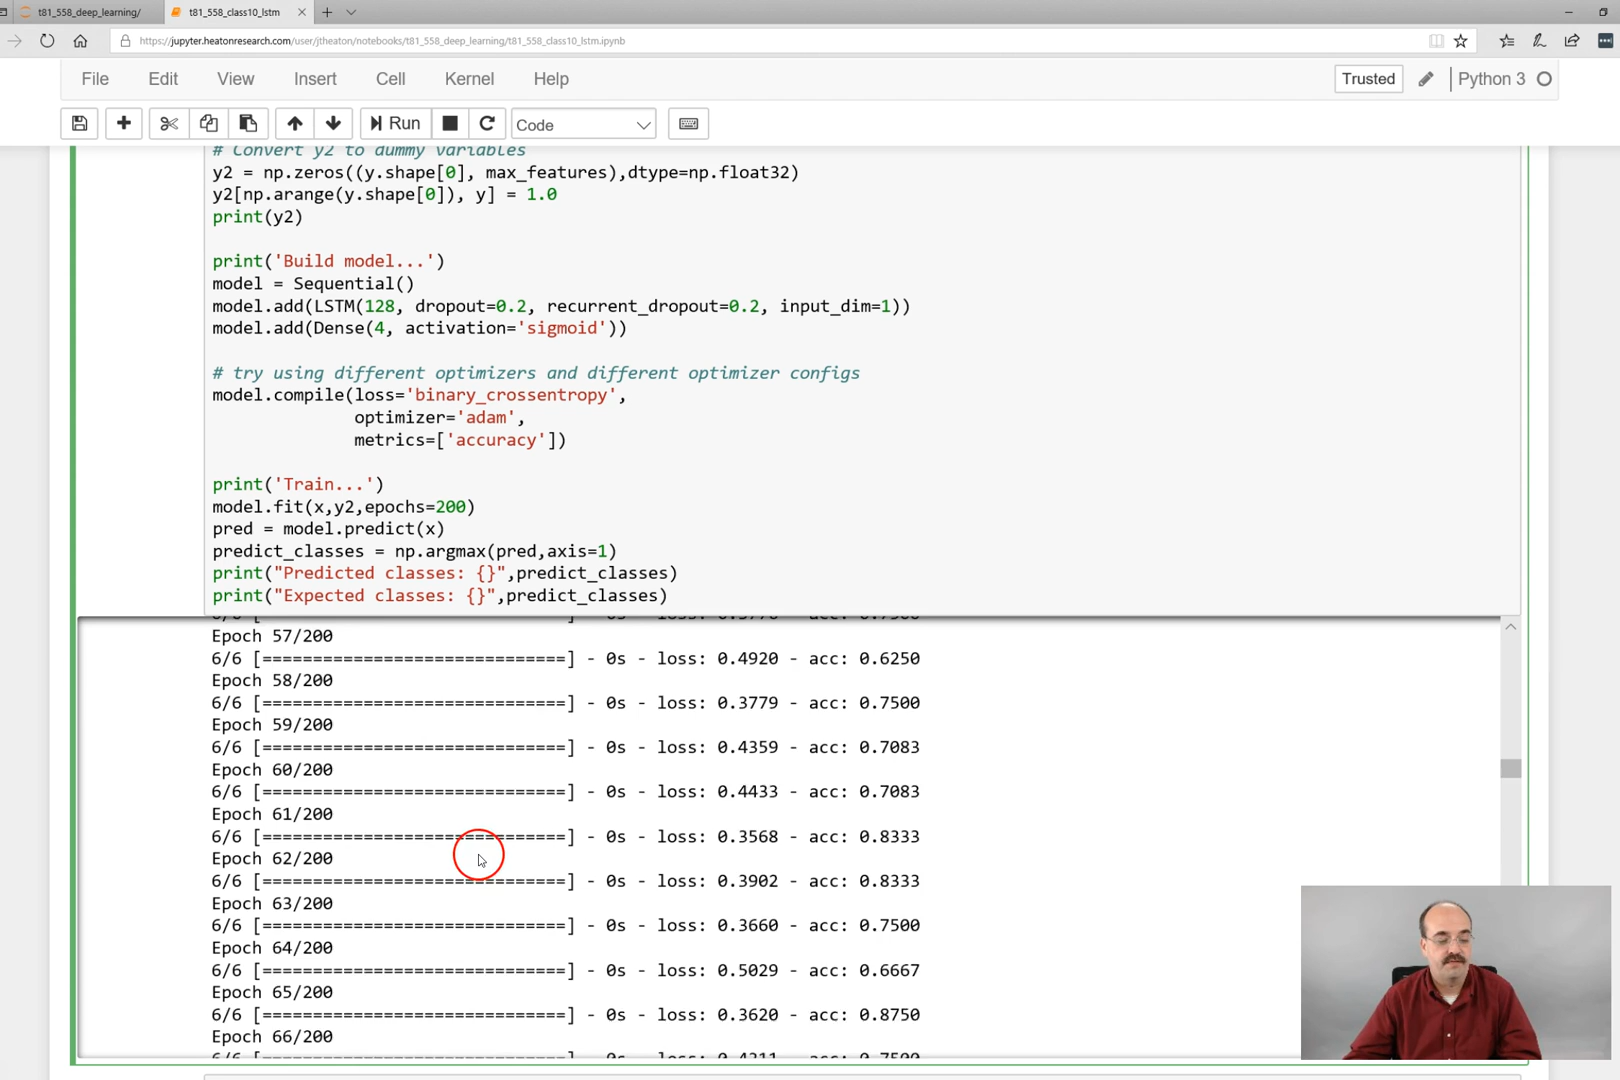 t81_558_deep_learning/
t81_558_class10_lstm
https://jupyter.heatonresearch.com/user/jtheaton/notebooks/t81_558_deep_learning/t81_558_class10_lstm.ipynb
File Edit View Insert Cell Kernel Help Trusted Python 3
Run Code
# Convert y2 to dummy variables
y2 = np.zeros((y.shape[0], max_features),dtype=np.float32)
y2[np.arange(y.shape[0]), y] = 1.0
print(y2)
print('Build model...')
model = Sequential()
model.add(LSTM(128, dropout=0.2, recurrent_dropout=0.2, input_dim=1))
model.add(Dense(4, activation='sigmoid'))
# try using different optimizers and different optimizer configs
model.compile(loss='binary_crossentropy',
optimizer='adam',
metrics=['accuracy'])
print('Train...')
model.fit(x,y2,epochs=200)
pred = model.predict(x)
predict_classes = np.argmax(pred,axis=1)
print("Predicted classes: {}",predict_classes)
print("Expected classes: {}",predict_classes)
Epoch 57/200
6/6 [==============================] - 0s - loss: 0.4920 - acc: 0.6250
Epoch 58/200
6/6 [==============================] - 0s - loss: 0.3779 - acc: 0.7500
Epoch 59/200
6/6 [==============================] - 0s - loss: 0.4359 - acc: 0.7083
Epoch 60/200
6/6 [==============================] - 0s - loss: 0.4433 - acc: 0.7083
Epoch 61/200
6/6 [==============================] - 0s - loss: 0.3568 - acc: 0.8333
Epoch 62/200
6/6 [==============================] - 0s - loss: 0.3902 - acc: 0.8333
Epoch 63/200
6/6 [==============================] - 0s - loss: 0.3660 - acc: 0.7500
Epoch 64/200
6/6 [==============================] - 0s - loss: 0.5029 - acc: 0.6667
Epoch 65/200
6/6 [==============================] - 0s - loss: 0.3620 - acc: 0.8750
Epoch 66/200